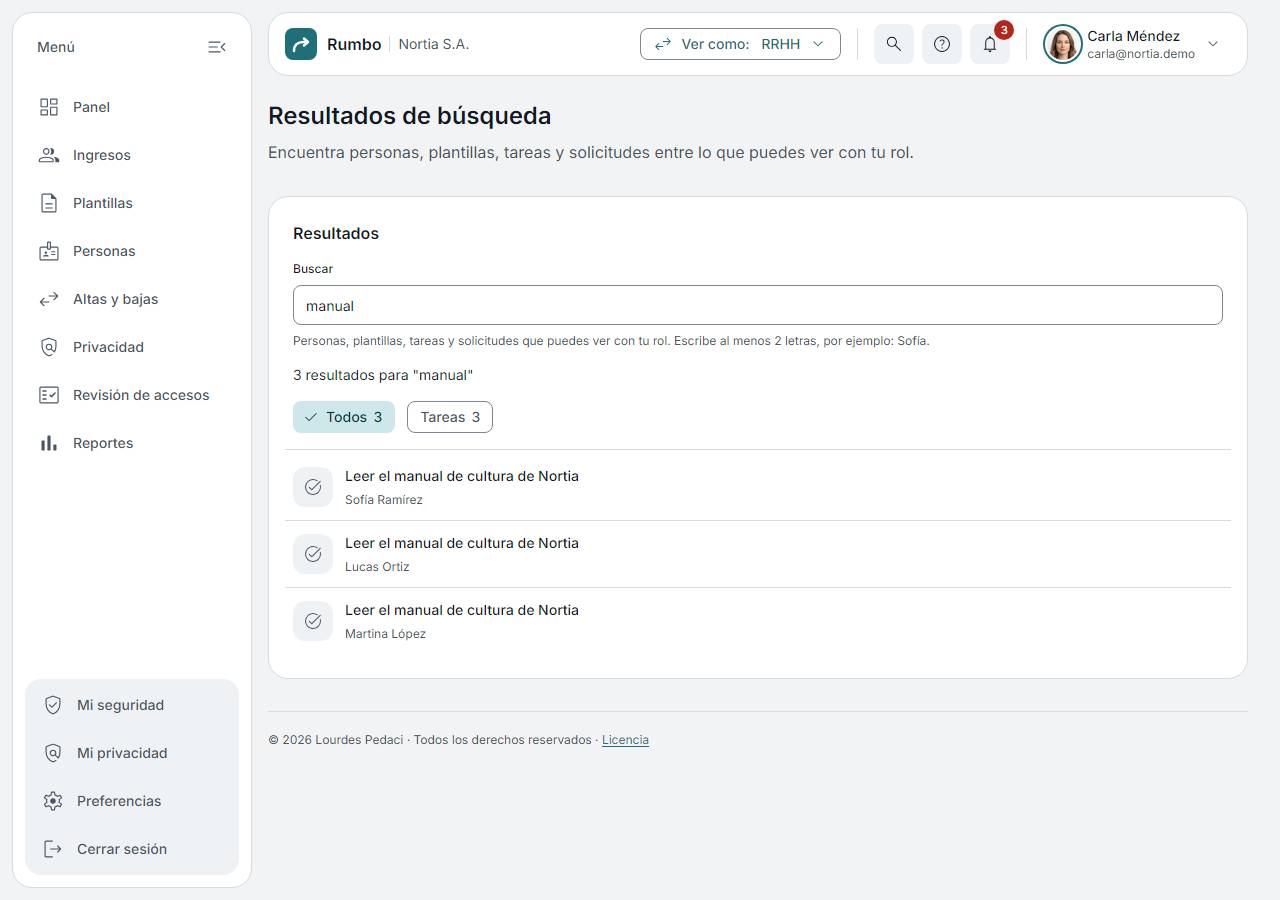 Menú
Panel
Ingresos
Plantillas
Personas
Altas y bajas
Privacidad
Revisión de accesos
Reportes
Mi seguridad
Mi privacidad
Preferencias
Cerrar sesión
Rumbo
Nortia S.A.
Ver como: RRHH
3
Carla Méndez
carla@nortia.demo
Resultados de búsqueda
Encuentra personas, plantillas, tareas y solicitudes entre lo que puedes ver con tu rol.
Resultados
Buscar
manual
Personas, plantillas, tareas y solicitudes que puedes ver con tu rol. Escribe al menos 2 letras, por ejemplo: Sofía.
3 resultados para "manual"
Todos 3
Tareas 3
Leer el manual de cultura de Nortia
Sofía Ramírez
Leer el manual de cultura de Nortia
Lucas Ortiz
Leer el manual de cultura de Nortia
Martina López
© 2026 Lourdes Pedaci · Todos los derechos reservados · Licencia